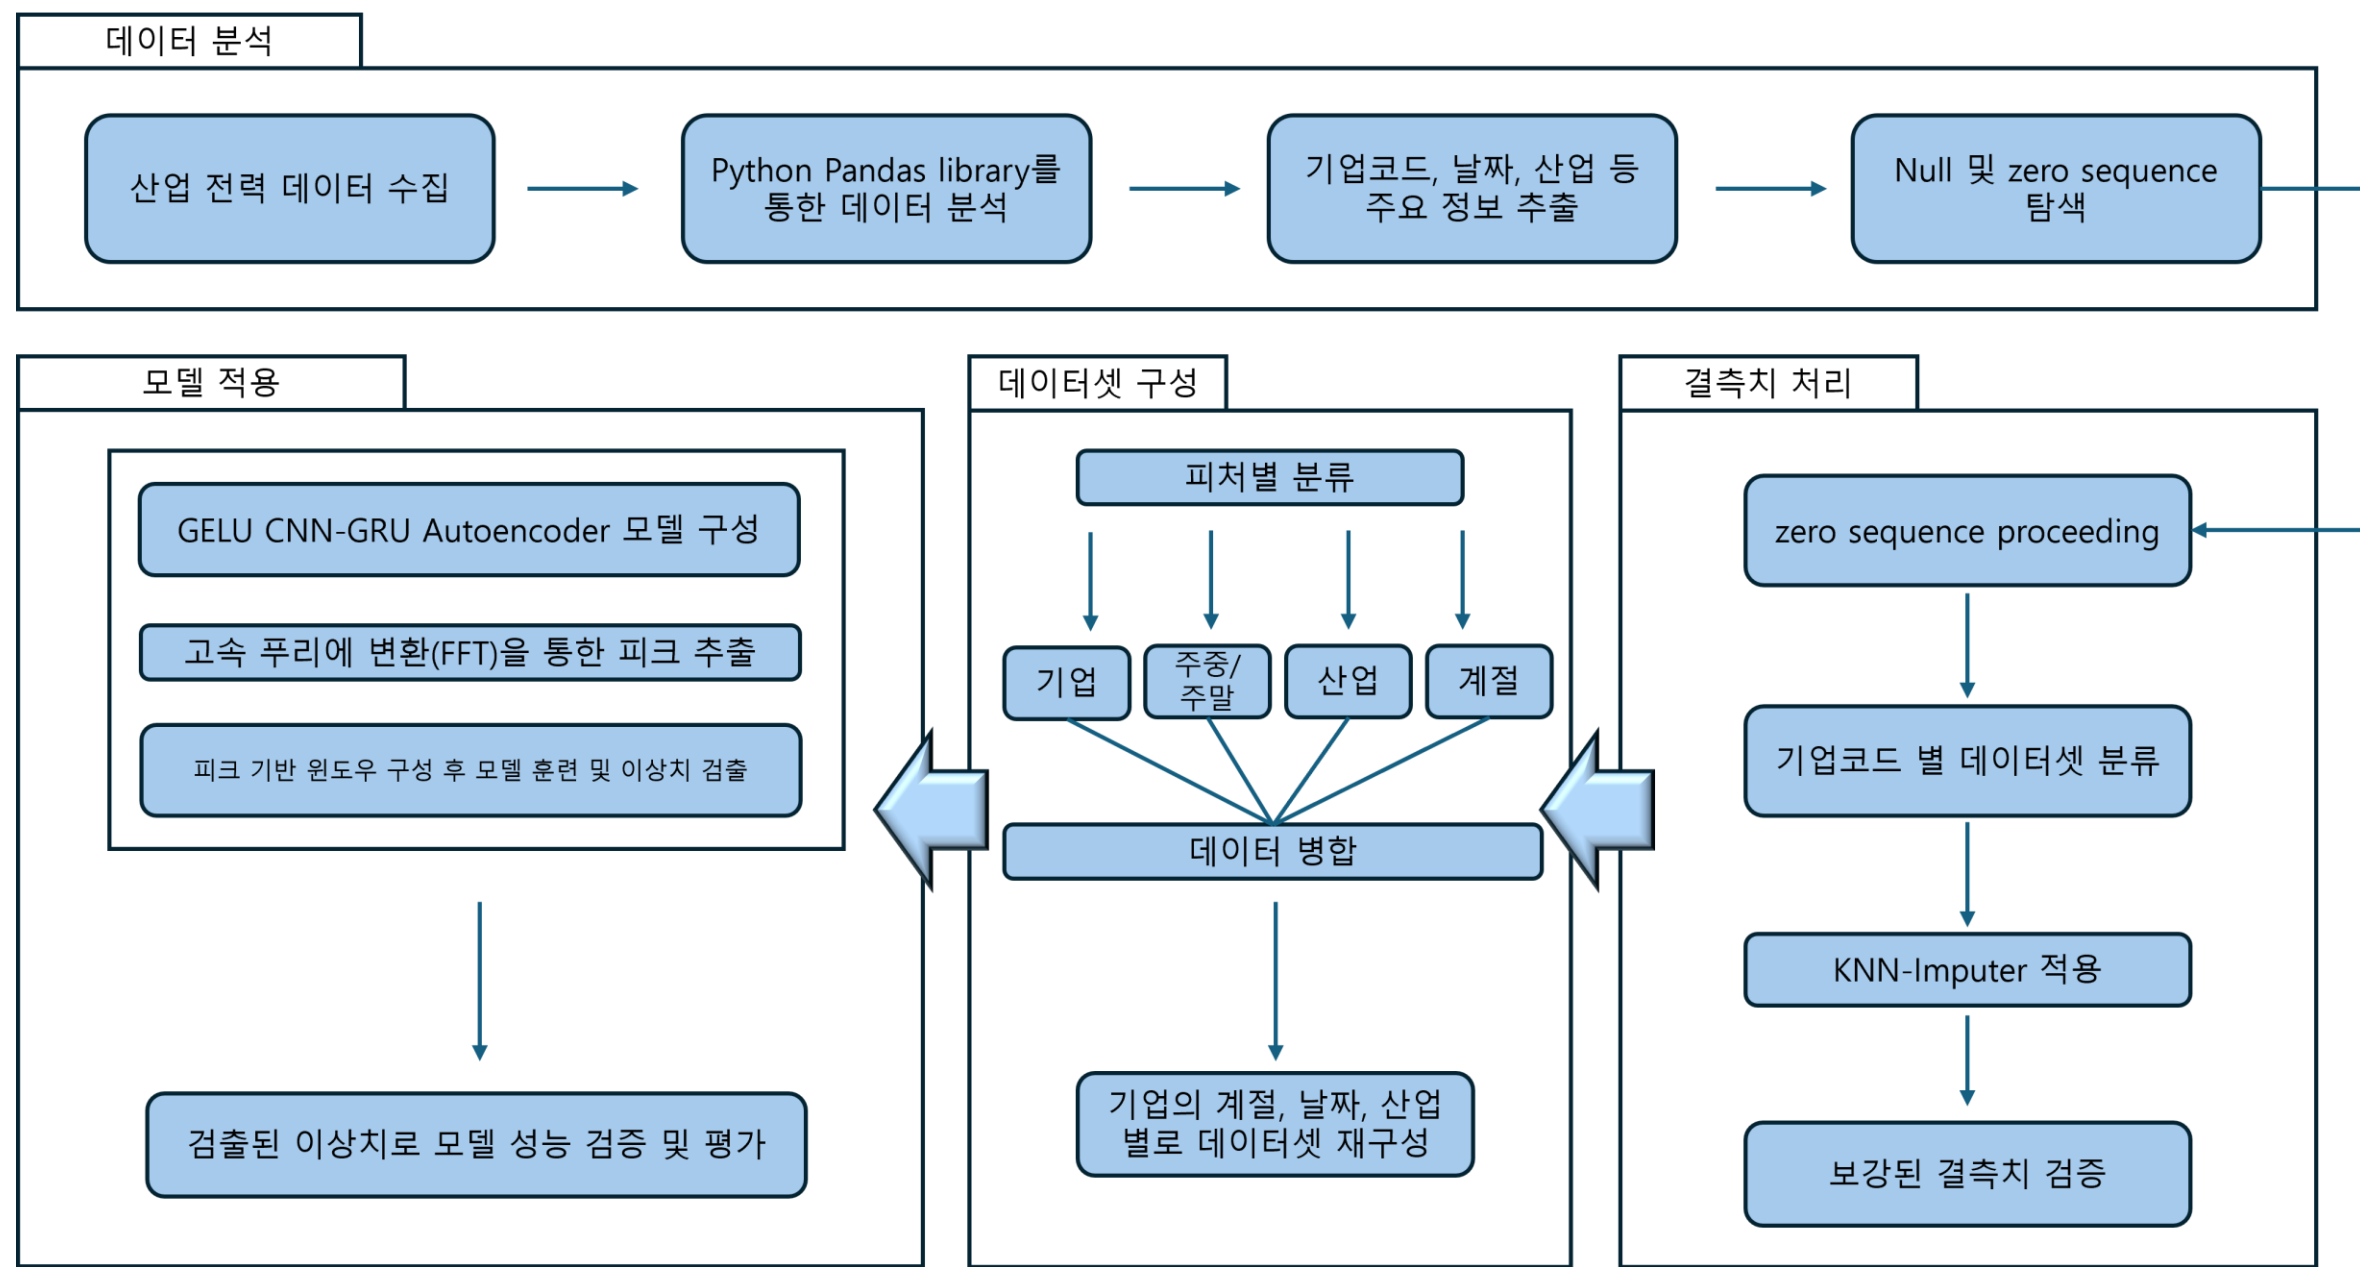 데이터 분석
산업 전력 데이터 수집
Python Pandas library를
통한 데이터 분석
기업코드, 날짜, 산업 등
주요 정보 추출
Null 및 zero sequence
탐색
모델 적용
GELU CNN-GRU Autoencoder 모델 구성
고속 푸리에 변환(FFT)을 통한 피크 추출
피크 기반 윈도우 구성 후 모델 훈련 및 이상치 검출
검출된 이상치로 모델 성능 검증 및 평가
데이터셋 구성
피처별 분류
기업
주중/
주말
산업
계절
데이터 병합
기업의 계절, 날짜, 산업
별로 데이터셋 재구성
결측치 처리
zero sequence proceeding
기업코드 별 데이터셋 분류
KNN-Imputer 적용
보강된 결측치 검증